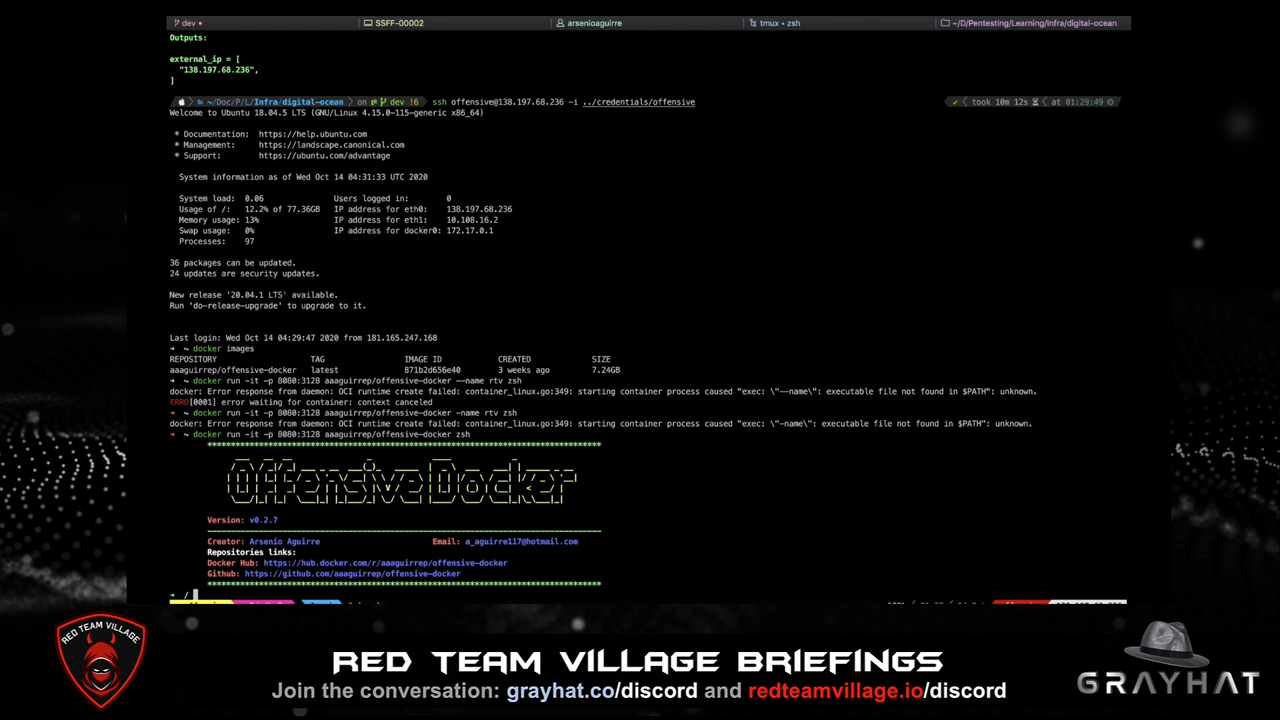 dev •
SSFF-00002
arsenioaguirre
tmux • zsh
~/D/Pentesting/Learning/Infra/digital-ocean
Outputs:
external_ip = [
"138.197.68.236",
]
~/Doc/P/L/Infra/digital-ocean on dev !6 ssh offensive@138.197.68.236 -i ../credentials/offensive took 10m 12s at 01:29:49
Welcome to Ubuntu 18.04.5 LTS (GNU/Linux 4.15.0-115-generic x86_64)
* Documentation: https://help.ubuntu.com
* Management: https://landscape.canonical.com
* Support: https://ubuntu.com/advantage
System information as of Wed Oct 14 04:31:33 UTC 2020
System load: 0.06 Users logged in: 0
Usage of /: 12.2% of 77.36GB IP address for eth0: 138.197.68.236
Memory usage: 13% IP address for eth1: 10.108.16.2
Swap usage: 0% IP address for docker0: 172.17.0.1
Processes: 97
36 packages can be updated.
24 updates are security updates.
New release '20.04.1 LTS' available.
Run 'do-release-upgrade' to upgrade to it.
Last login: Wed Oct 14 04:29:47 2020 from 181.165.247.168
➜ ~ docker images
REPOSITORY TAG IMAGE ID CREATED SIZE
aaaguirrep/offensive-docker latest 871b2d656e40 3 weeks ago 7.24GB
➜ ~ docker run -it -p 8080:3128 aaaguirrep/offensive-docker --name rtv zsh
docker: Error response from daemon: OCI runtime create failed: container_linux.go:349: starting container process caused "exec: \"--name\": executable file not found in $PATH": unknown.
ERRO[0001] error waiting for container: context canceled
➜ ~ docker run -it -p 8080:3128 aaaguirrep/offensive-docker -name rtv zsh
docker: Error response from daemon: OCI runtime create failed: container_linux.go:349: starting container process caused "exec: \"-name\": executable file not found in $PATH": unknown.
➜ ~ docker run -it -p 8080:3128 aaaguirrep/offensive-docker zsh
OffensiveDocker
Version: v0.2.7
Creator: Arsenio Aguirre Email: a_aguirre117@hotmail.com
Repositories links:
Docker Hub: https://hub.docker.com/r/aaaguirrep/offensive-docker
Github: https://github.com/aaaguirrep/offensive-docker
➜ /
RED TEAM VILLAGE
RED TEAM VILLAGE BRIEFINGS
Join the conversation: grayhat.co/discord and redteamvillage.io/discord
GRAYHAT